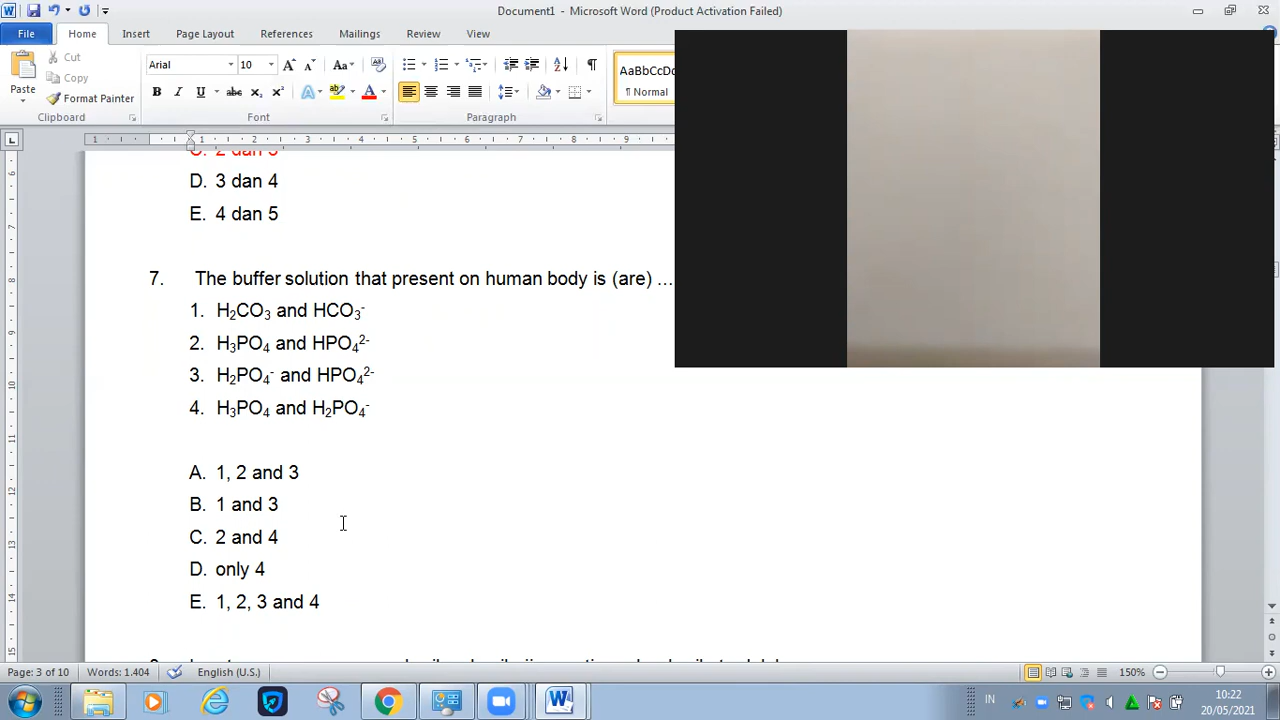 Document1 - Microsoft Word (Product Activation Failed)
File Home Insert Page Layout References Mailings Review View
Cut
Copy
Format Painter
Paste
Clipboard
Arial 10
Font
Paragraph
AaBbCcDc
¶ Normal
C. 2 dan 3
D. 3 dan 4
E. 4 dan 5
7. The buffer solution that present on human body is (are) …
1. H₂CO₃ and HCO₃⁻
2. H₃PO₄ and HPO₄²⁻
3. H₂PO₄⁻ and HPO₄²⁻
4. H₃PO₄ and H₂PO₄⁻
A. 1, 2 and 3
B. 1 and 3
C. 2 and 4
D. only 4
E. 1, 2, 3 and 4
Page: 3 of 10 Words: 1.404 English (U.S.) 150%
IN 10:22
20/05/2021